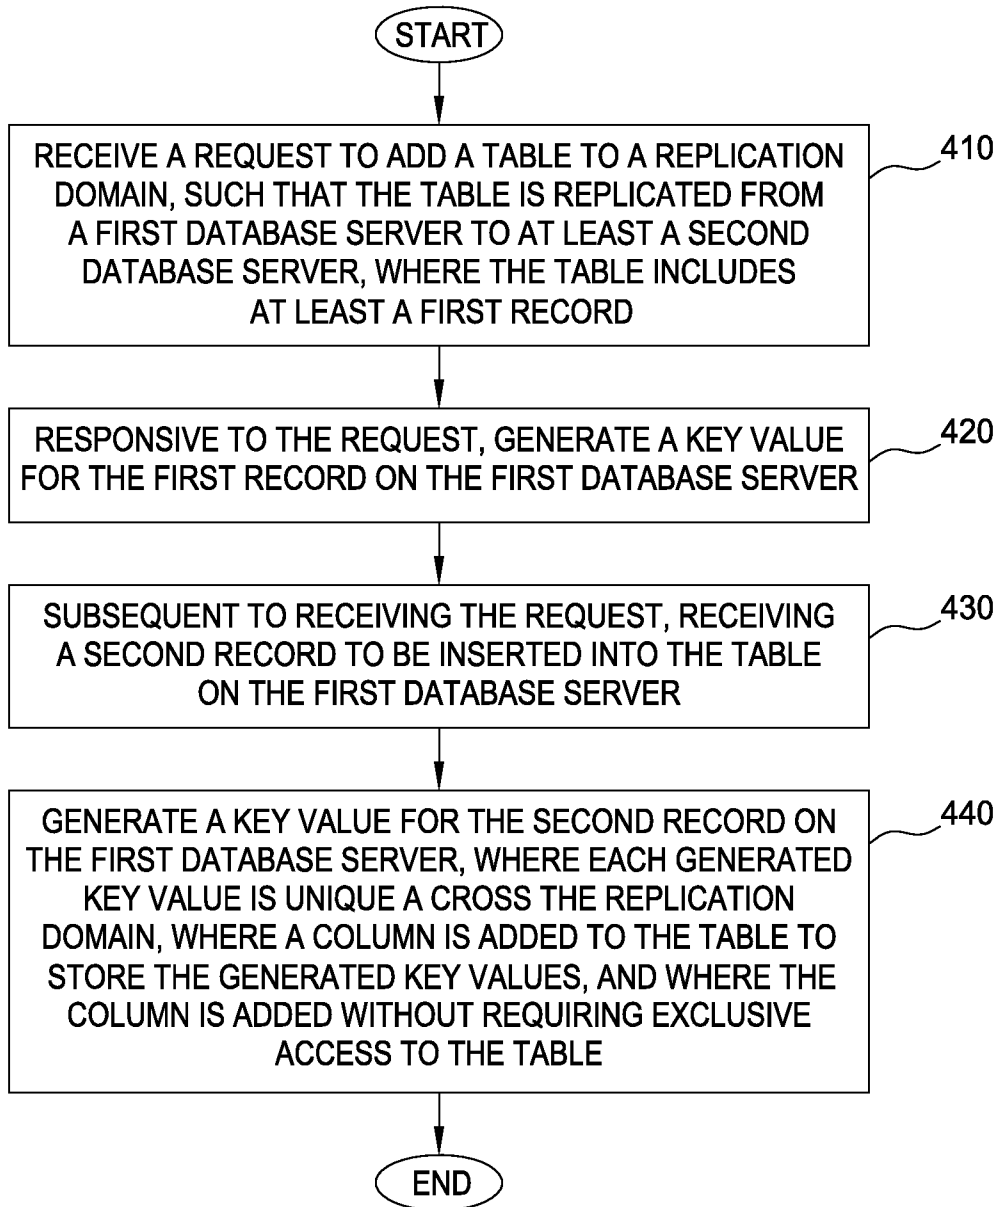 START
RECEIVE A REQUEST TO ADD A TABLE TO A REPLICATION
DOMAIN, SUCH THAT THE TABLE IS REPLICATED FROM
A FIRST DATABASE SERVER TO AT LEAST A SECOND
DATABASE SERVER, WHERE THE TABLE INCLUDES
AT LEAST A FIRST RECORD
410
RESPONSIVE TO THE REQUEST, GENERATE A KEY VALUE
FOR THE FIRST RECORD ON THE FIRST DATABASE SERVER
420
SUBSEQUENT TO RECEIVING THE REQUEST, RECEIVING
A SECOND RECORD TO BE INSERTED INTO THE TABLE
ON THE FIRST DATABASE SERVER
430
GENERATE A KEY VALUE FOR THE SECOND RECORD ON
THE FIRST DATABASE SERVER, WHERE EACH GENERATED
KEY VALUE IS UNIQUE A CROSS THE REPLICATION
DOMAIN, WHERE A COLUMN IS ADDED TO THE TABLE TO
STORE THE GENERATED KEY VALUES, AND WHERE THE
COLUMN IS ADDED WITHOUT REQUIRING EXCLUSIVE
ACCESS TO THE TABLE
440
END